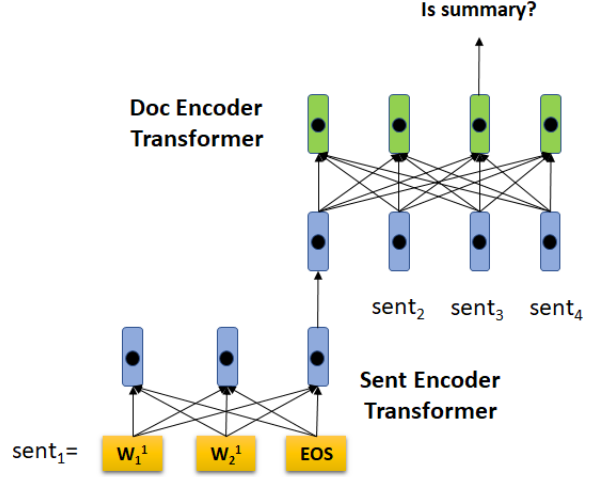 Is summary?
Doc Encoder
Transformer
sent₂ sent₃ sent₄
Sent Encoder
Transformer
sent₁= W₁¹ W₂¹ EOS